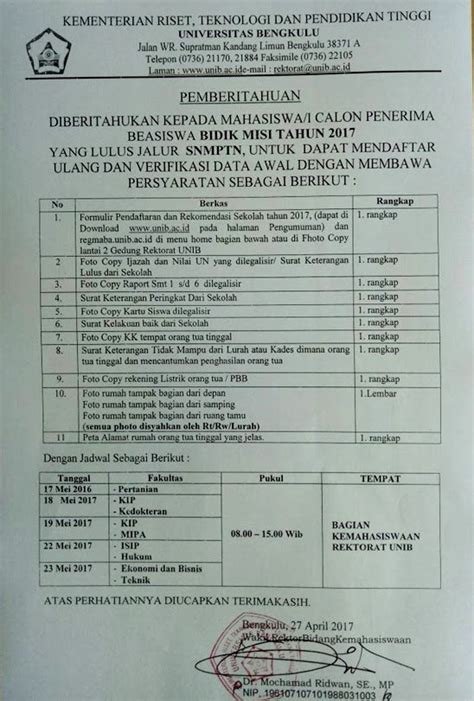 KEMENTERIAN RISET, TEKNOLOGI DAN PENDIDIKAN TINGGI
UNIVERSITAS BENGKULU
Jalan WR. Supratman Kandang Limun Bengkulu 38371 A
Telepon (0736) 21170, 21884 Faksimile (0736) 22105
Laman : www.unib.ac.id e-mail : rektorat@unib.ac.id
PEMBERITAHUAN
DIBERITAHUKAN KEPADA MAHASISWA/I CALON PENERIMA
BEASISWA BIDIK MISI TAHUN 2017
YANG LULUS JALUR SNMPTN, UNTUK DAPAT MENDAFTAR
ULANG DAN VERIFIKASI DATA AWAL DENGAN MEMBAWA
PERSYARATAN SEBAGAI BERIKUT :
No Berkas Rangkap
1. Formulir Pendaftaran dan Rekomendasi Sekolah tahun 2017, (dapat di 1. rangkap
Download www.unib.ac.id pada halaman Pengumuman) dan
regmaba.unib.ac.id di menu home bagian bawah atau di Fhoto Copy
lantai 2 Gedung Rektorat UNIB
2 Foto Copy Ijazah dan Nilai UN yang dilegalisir/ Surat Keterangan 1. rangkap
Lulus dari Sekolah
3. Foto Copy Raport Smt 1 s/d 6 dilegalisir 1. rangkap
4. Surat Keterangan Peringkat Dari Sekolah 1. rangkap
5. Foto Copy Kartu Siswa dilegalisir 1. rangkap
6. Surat Kelakuan baik dari Sekolah 1. rangkap
7. Foto Copy KK tempat orang tua tinggal 1. rangkap
8. Surat Keterangan Tidak Mampu dari Lurah atau Kades dimana orang 1. rangkap
tua tinggal dan mencantumkan penghasilan orang tua
9. Foto Copy rekening Listrik orang tua / PBB 1. rangkap
10. Foto rumah tampak bagian dari depan 1.Lembar
Foto rumah tampak bagian dari samping
Foto rumah tampak bagian dari ruang tamu
(semua photo disyahkan oleh Rt/Rw/Lurah)
11 Peta Alamat rumah orang tua tinggal yang jelas. 1. rangkap
Dengan Jadwal Sebagai Berikut :
Tanggal Fakultas Pukul TEMPAT
17 Mei 2016 - Pertanian
18 Mei 2017 - KIP
- Kedokteran
19 Mei 2017 - KIP
- MIPA
22 Mei 2017 - ISIP
- Hukum
23 Mei 2017 - Ekonomi dan Bisnis
- Teknik
08.00 – 15.00 Wib
BAGIAN
KEMAHASISWAAN
REKTORAT UNIB
ATAS PERHATIANNYA DIUCAPKAN TERIMAKASIH.
Bengkulu, 27 April 2017
Wakil Rektor Bidang Kemahasiswaan
Dr. Mochamad Ridwan, SE., MP
NIP. 196107107101988031003